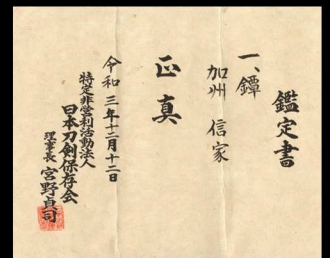 鑑定書
一、鐔
加州 信家
正真
令和三年十二月十二日
特定非営利活動法人
日本刀剣保存会
理事長 宮野貞司